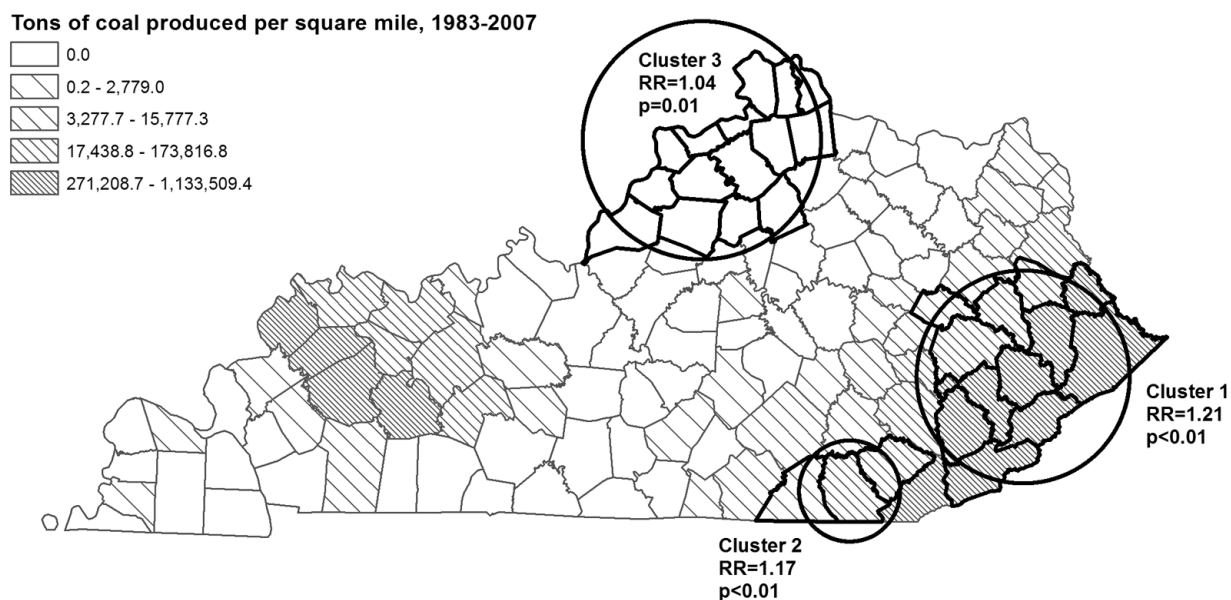 Tons of coal produced per square mile, 1983-2007
0.0
0.2 - 2,779.0
3,277.7 - 15,777.3
17,438.8 - 173,816.8
271,208.7 - 1,133,509.4
Cluster 3
RR=1.04
p=0.01
Cluster 1
RR=1.21
p<0.01
Cluster 2
RR=1.17
p<0.01